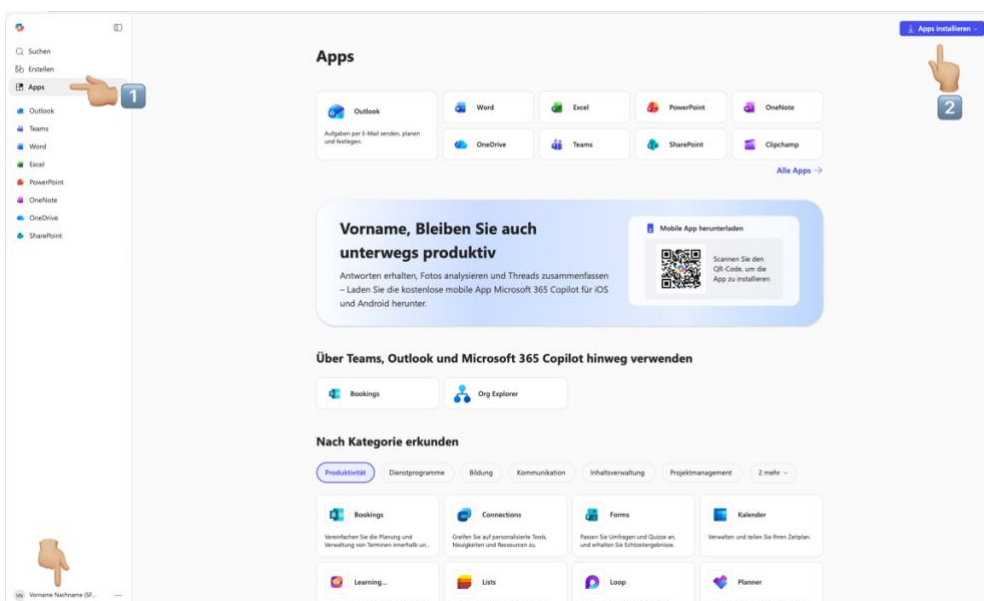 Suchen
Erstellen
Apps
1
Outlook
Teams
Word
Excel
PowerPoint
OneNote
OneDrive
SharePoint
VN Vorname Nachname (SF...
Apps installieren
2
Apps
Outlook
Aufgaben per E-Mail senden, planen
und festlegen.
Word
Excel
PowerPoint
OneNote
OneDrive
Teams
SharePoint
Clipchamp
Alle Apps
Vorname, Bleiben Sie auch
unterwegs produktiv
Antworten erhalten, Fotos analysieren und Threads zusammenfassen
– Laden Sie die kostenlose mobile App Microsoft 365 Copilot für iOS
und Android herunter.
Mobile App herunterladen
Scannen Sie den
QR-Code, um die
App zu installieren
Über Teams, Outlook und Microsoft 365 Copilot hinweg verwenden
Bookings
Org Explorer
Nach Kategorie erkunden
Produktivität
Dienstprogramme
Bildung
Kommunikation
Inhaltsverwaltung
Projektmanagement
2 mehr
Bookings
Vereinfachen Sie die Planung und
Verwaltung von Terminen innerhalb un...
Connections
Greifen Sie auf personalisierte Tools,
Neuigkeiten und Ressourcen zu.
Forms
Passen Sie Umfragen und Quizze an,
und erhalten Sie Echtzeitergebnisse.
Kalender
Verwalten und teilen Sie Ihren Zeitplan.
Learning...
Lists
Loop
Planner